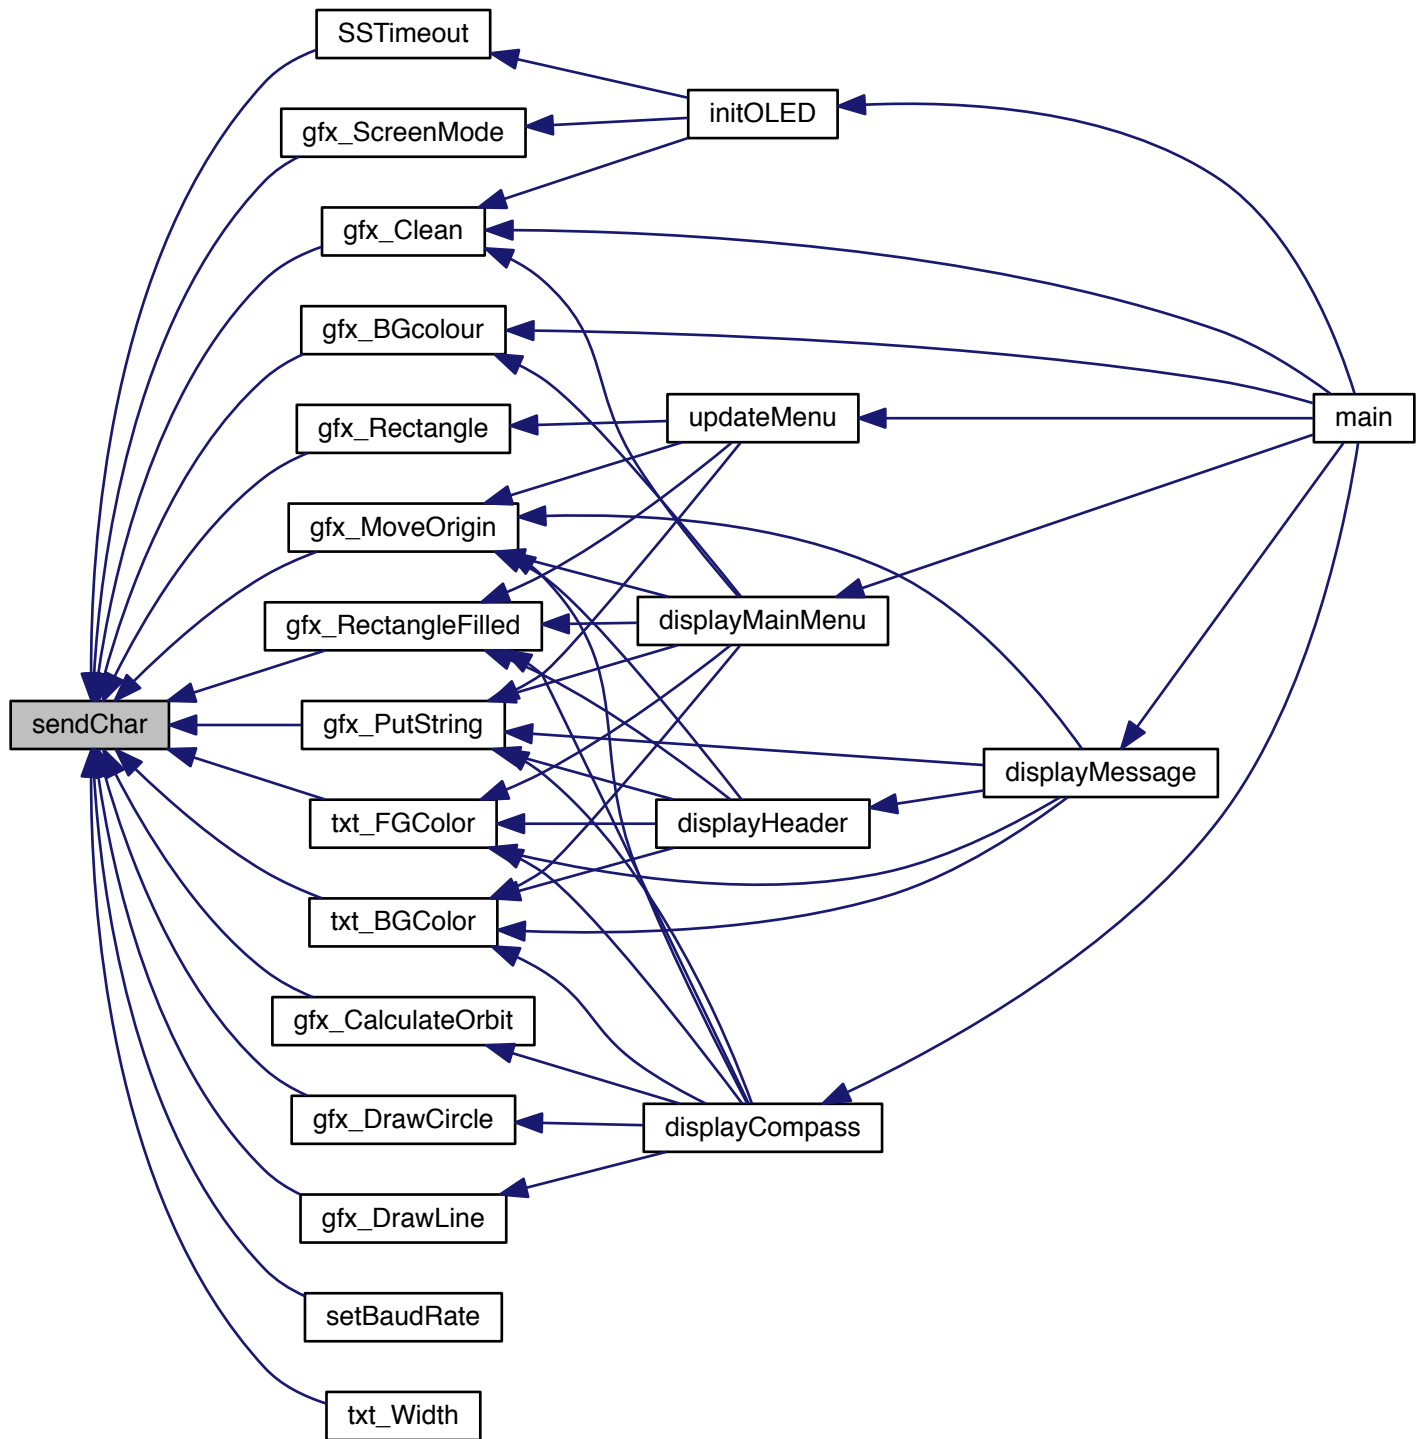 SSTimeout
initOLED
gfx_ScreenMode
gfx_Clean
gfx_BGcolour
updateMenu
main
gfx_Rectangle
gfx_MoveOrigin
displayMainMenu
gfx_RectangleFilled
sendChar
gfx_PutString
displayMessage
txt_FGColor
displayHeader
txt_BGColor
gfx_CalculateOrbit
gfx_DrawCircle
displayCompass
gfx_DrawLine
setBaudRate
txt_Width